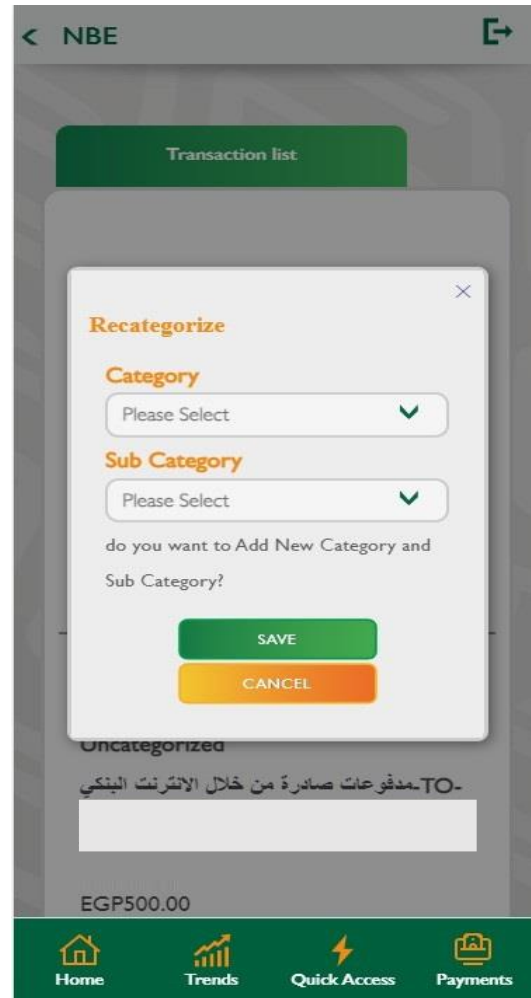 NBE
Transaction list
Recategorize
Category
Please Select
Sub Category
Please Select
do you want to Add New Category and
Sub Category?
SAVE
CANCEL
Uncategorized
-TO-مدفوعات صادرة من خلال الانترنت البنكي
EGP500.00
Home
Trends
Quick Access
Payments